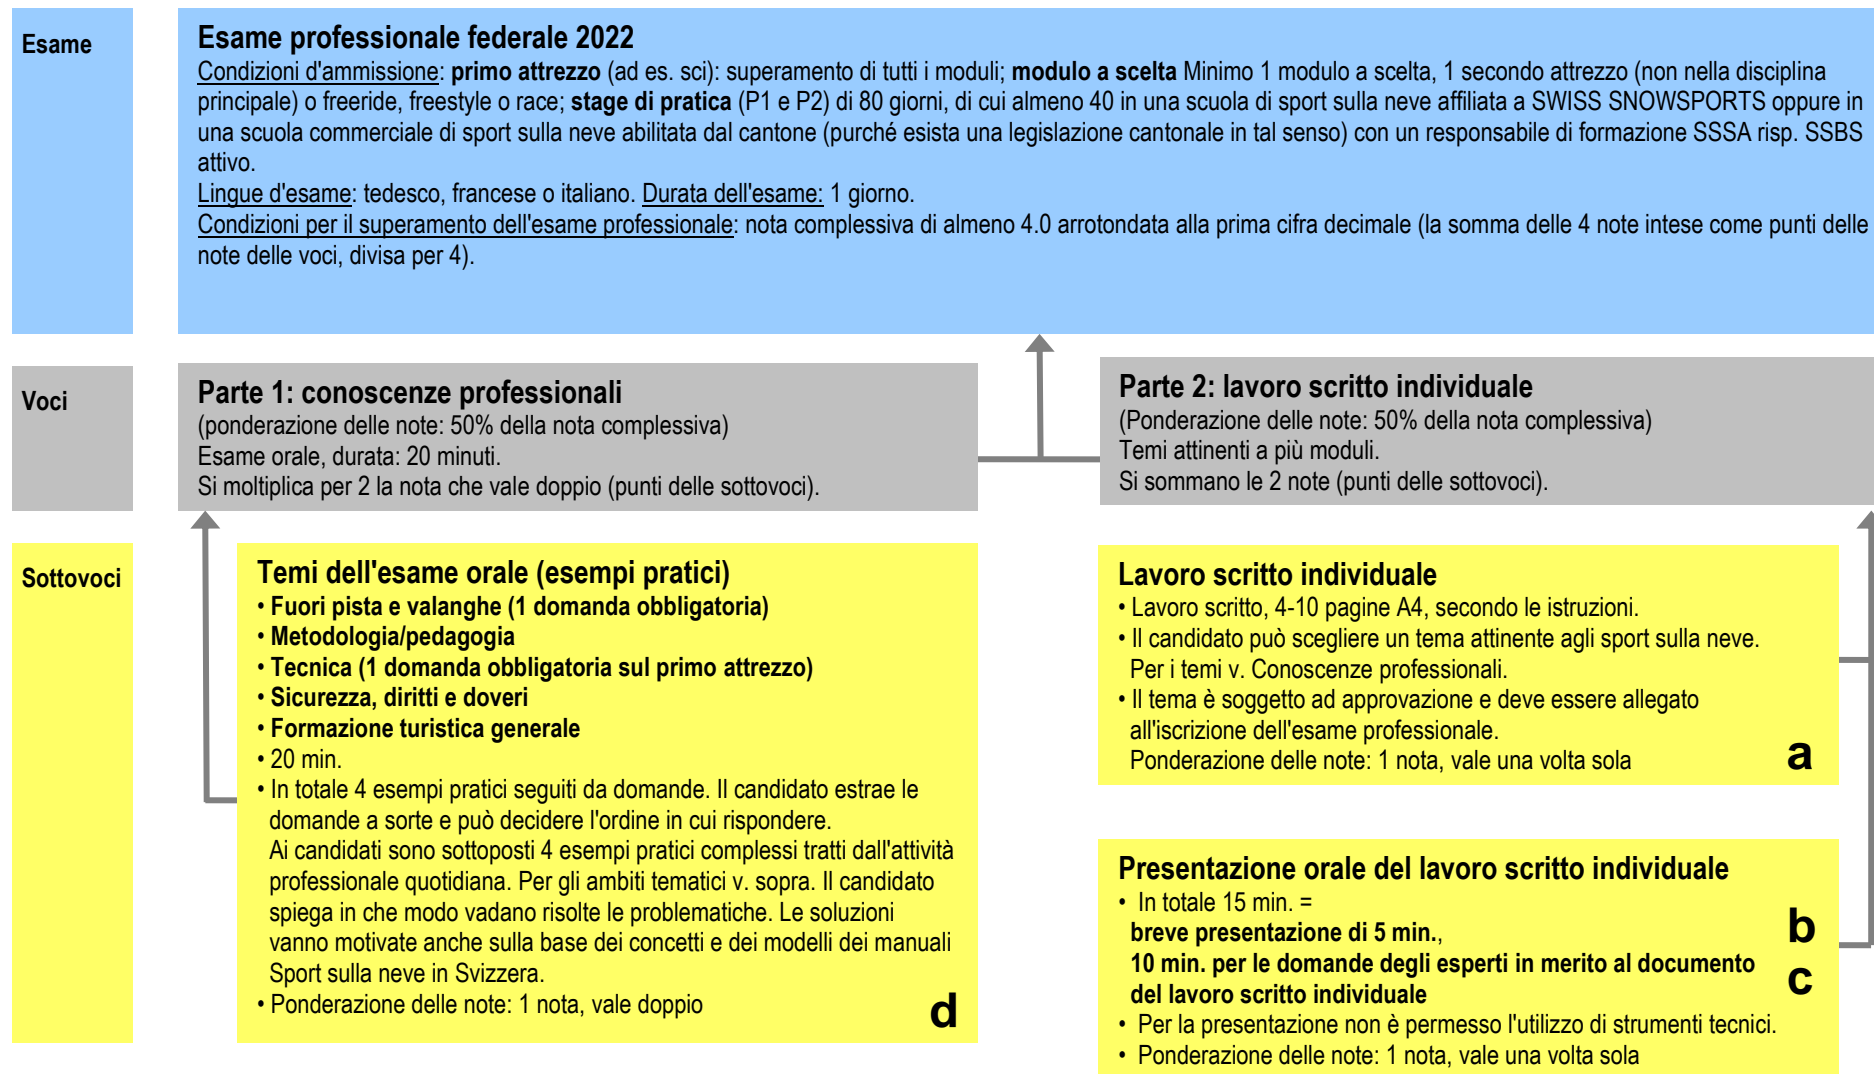 Esame
Esame professionale federale 2022
Condizioni d'ammissione: primo attrezzo (ad es. sci): superamento di tutti i moduli; modulo a scelta Minimo 1 modulo a scelta, 1 secondo attrezzo (non nella disciplina
principale) o freeride, freestyle o race; stage di pratica (P1 e P2) di 80 giorni, di cui almeno 40 in una scuola di sport sulla neve affiliata a SWISS SNOWSPORTS oppure in
una scuola commerciale di sport sulla neve abilitata dal cantone (purché esista una legislazione cantonale in tal senso) con un responsabile di formazione SSSA risp. SSBS
attivo.
Lingue d'esame: tedesco, francese o italiano. Durata dell'esame: 1 giorno.
Condizioni per il superamento dell'esame professionale: nota complessiva di almeno 4.0 arrotondata alla prima cifra decimale (la somma delle 4 note intese come punti delle
note delle voci, divisa per 4).
Voci
Parte 1: conoscenze professionali
(ponderazione delle note: 50% della nota complessiva)
Esame orale, durata: 20 minuti.
Si moltiplica per 2 la nota che vale doppio (punti delle sottovoci).
Parte 2: lavoro scritto individuale
(Ponderazione delle note: 50% della nota complessiva)
Temi attinenti a più moduli.
Si sommano le 2 note (punti delle sottovoci).
Sottovoci
Temi dell'esame orale (esempi pratici)
• Fuori pista e valanghe (1 domanda obbligatoria)
• Metodologia/pedagogia
• Tecnica (1 domanda obbligatoria sul primo attrezzo)
• Sicurezza, diritti e doveri
• Formazione turistica generale
• 20 min.
• In totale 4 esempi pratici seguiti da domande. Il candidato estrae le
domande a sorte e può decidere l'ordine in cui rispondere.
Ai candidati sono sottoposti 4 esempi pratici complessi tratti dall'attività
professionale quotidiana. Per gli ambiti tematici v. sopra. Il candidato
spiega in che modo vadano risolte le problematiche. Le soluzioni
vanno motivate anche sulla base dei concetti e dei modelli dei manuali
Sport sulla neve in Svizzera.
• Ponderazione delle note: 1 nota, vale doppio
d
Lavoro scritto individuale
• Lavoro scritto, 4-10 pagine A4, secondo le istruzioni.
• Il candidato può scegliere un tema attinente agli sport sulla neve.
Per i temi v. Conoscenze professionali.
• Il tema è soggetto ad approvazione e deve essere allegato
all'iscrizione dell'esame professionale.
Ponderazione delle note: 1 nota, vale una volta sola
a
Presentazione orale del lavoro scritto individuale
• In totale 15 min. =
breve presentazione di 5 min.,
b
10 min. per le domande degli esperti in merito al documento
del lavoro scritto individuale
c
• Per la presentazione non è permesso l'utilizzo di strumenti tecnici.
• Ponderazione delle note: 1 nota, vale una volta sola